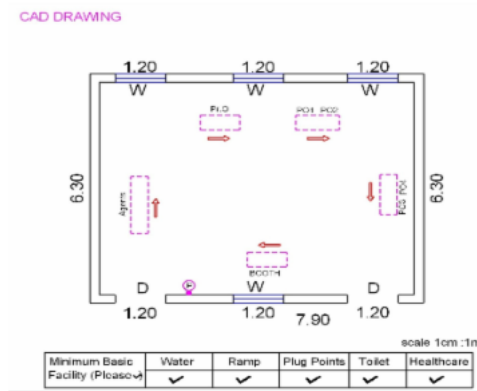 CAD DRAWING
1.20 1.20 1.20
W W W
PO1 PO2
6.30 6.30
Agent
BOOTH
D W D
1.20 1.20 7.90 1.20
scale 1cm :1m
Minimum Basic Facility (Please✓) Water Ramp Plug Points Toilet Healthcare
✓ ✓ ✓ ✓ ✓